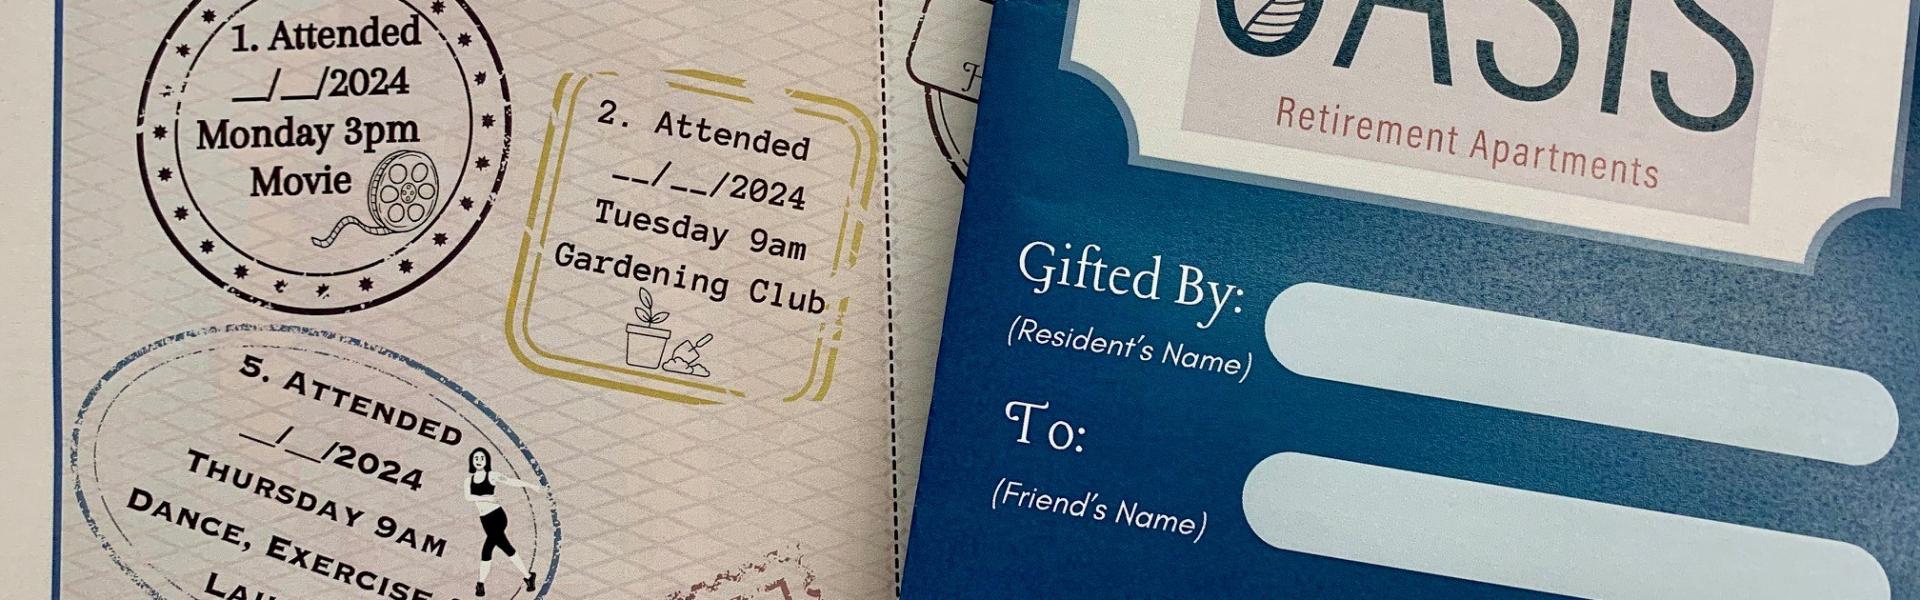 1. Attended
__/__/2024
Monday 3pm
Movie
2. Attended
__/__/2024
Tuesday 9am
Gardening Club
5. Attended
__/__/2024
Thursday 9am
Dance, Exercise
OASIS
Retirement Apartments
Gifted By:
(Resident's Name)
To:
(Friend's Name)